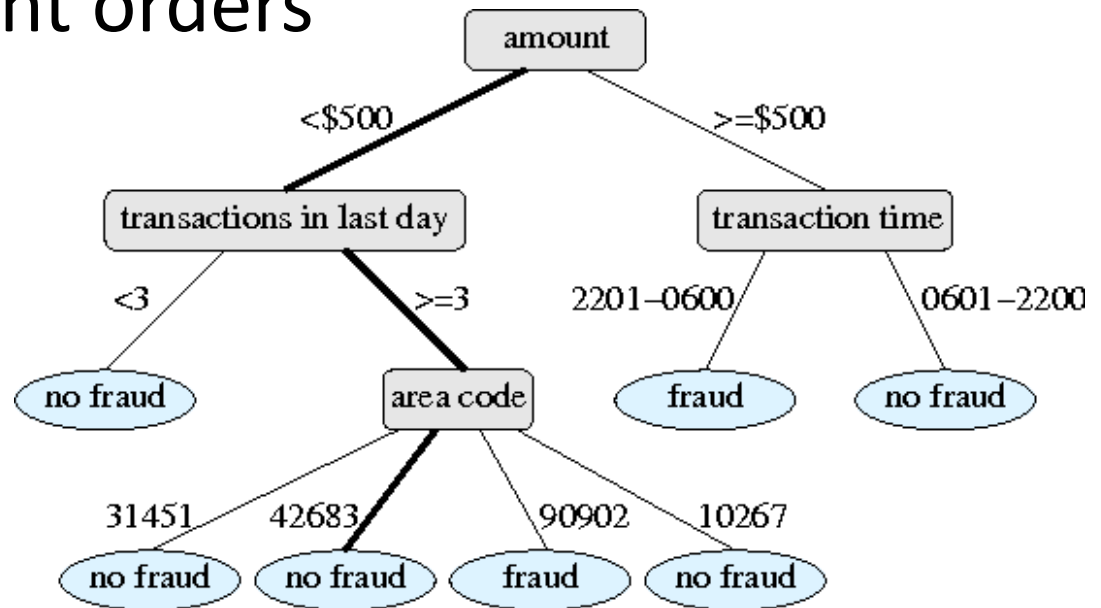 nt orders
amount
<$500
>=$500
transactions in last day
transaction time
<3
>=3
2201–0600
0601–2200
no fraud
area code
fraud
no fraud
31451
42683
90902
10267
no fraud
no fraud
fraud
no fraud